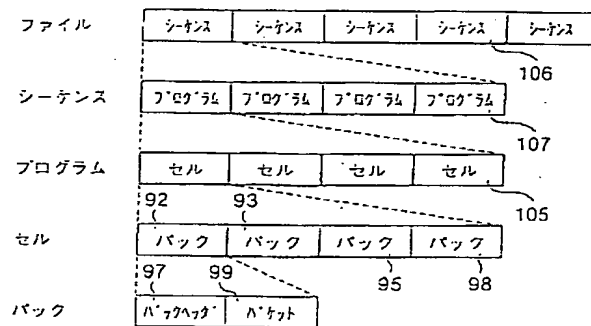 ファイル シーケンス シーケンス シーケンス シーケンス シーケンス
106
シーケンス プログラム プログラム プログラム プログラム
107
プログラム セル セル セル セル
105
92 93
セル パック パック パック パック
97 99 95 98
パック パックヘッダ パケット